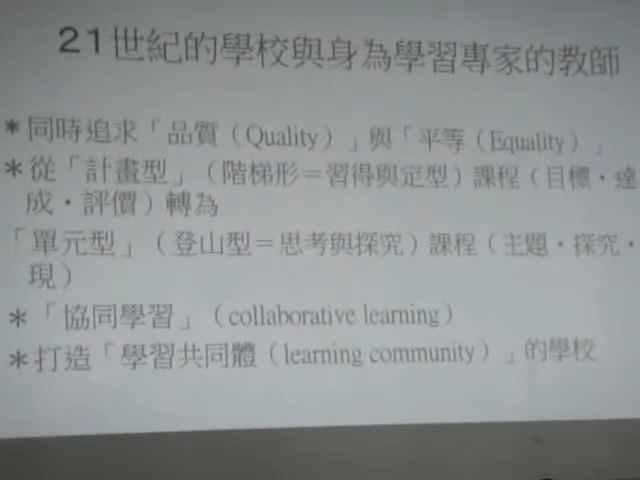 21世紀的學校與身為學習專家的教師
＊同時追求「品質（Quality）」與「平等（Equality）」
＊從「計畫型」（階梯形＝習得與定型）課程（目標・達
成・評價）轉為
「單元型」（登山型＝思考與探究）課程（主題・探究・
現）
＊「協同學習」（collaborative learning）
＊打造「學習共同體（learning community）」的學校